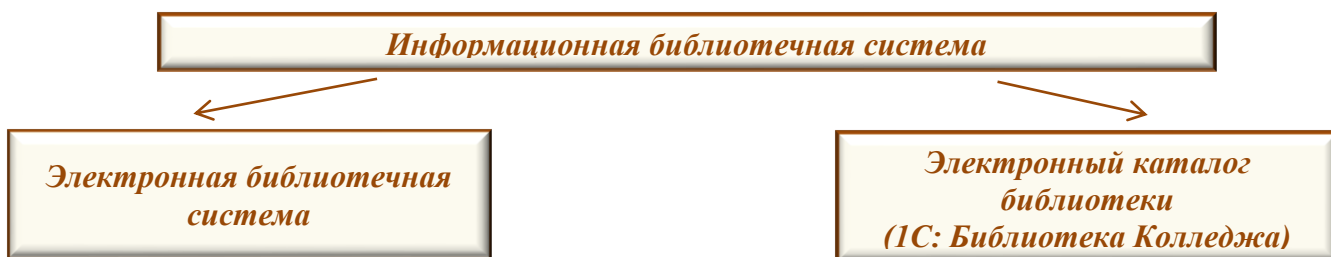 Информационная библиотечная система
Электронная библиотечная
система
Электронный каталог
библиотеки
(1С: Библиотека Колледжа)